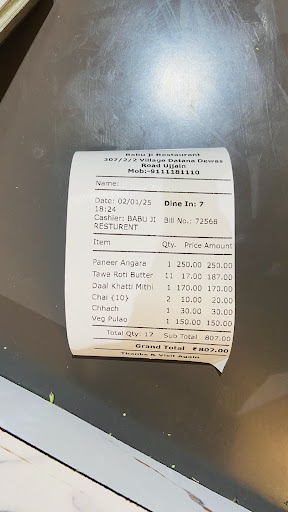 Babu Ji Restaurant
207/2/2 Village Datana Dewas
Road Ujjain
Mob:-9111181110
Name:
Date: 02/01/25 Dine In: 7
18:24
Cashier: BABU JI Bill No.: 72568
RESTURENT
Item Qty. Price Amount
Paneer Angara 1 250.00 250.00
Tawa Roti Butter 11 17.00 187.00
Daal Khatti Mithi 1 170.00 170.00
Chai {10} 2 10.00 20.00
Chhach 1 30.00 30.00
Veg Pulao 1 150.00 150.00
Total Qty: 17 Sub Total 807.00
Grand Total ₹807.00
Thanks & Visit Again